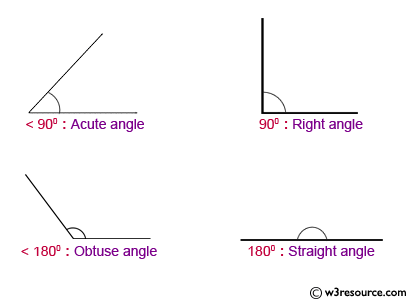 < 90⁰ : Acute angle
90⁰ : Right angle
< 180⁰ : Obtuse angle
180⁰ : Straight angle
© w3resource.com